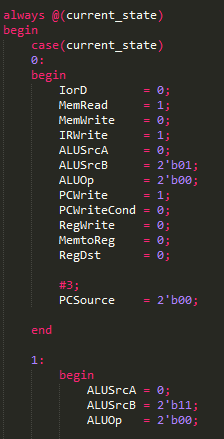 always @(current_state)
begin
case(current_state)
0:
begin
IorD = 0;
MemRead = 1;
MemWrite = 0;
IRWrite = 1;
ALUSrcA = 0;
ALUSrcB = 2'b01;
ALUOp = 2'b00;
PCWrite = 1;
PCWriteCond = 0;
RegWrite = 0;
MemtoReg = 0;
RegDst = 0;
#3;
PCSource = 2'b00;
end
1:
begin
ALUSrcA = 0;
ALUSrcB = 2'b11;
ALUOp = 2'b00;